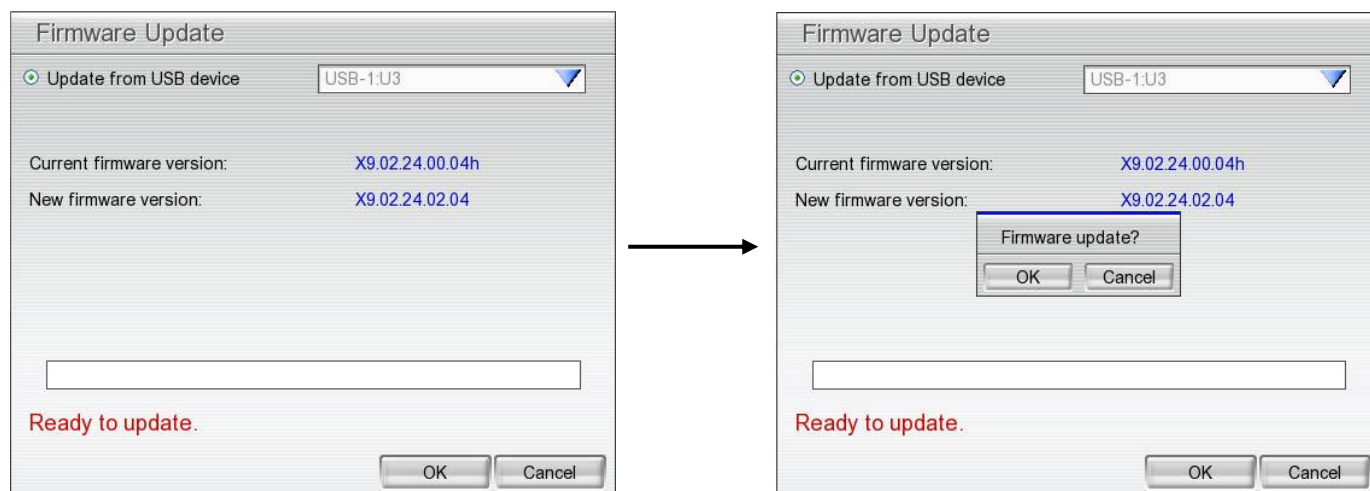 Firmware Update
Update from USB device USB-1:U3
Current firmware version: X9.02.24.00.04h
New firmware version: X9.02.24.02.04
Ready to update.
OK Cancel
Firmware Update
Update from USB device USB-1:U3
Current firmware version: X9.02.24.00.04h
New firmware version: X9.02.24.02.04
Firmware update?
OK Cancel
Ready to update.
OK Cancel